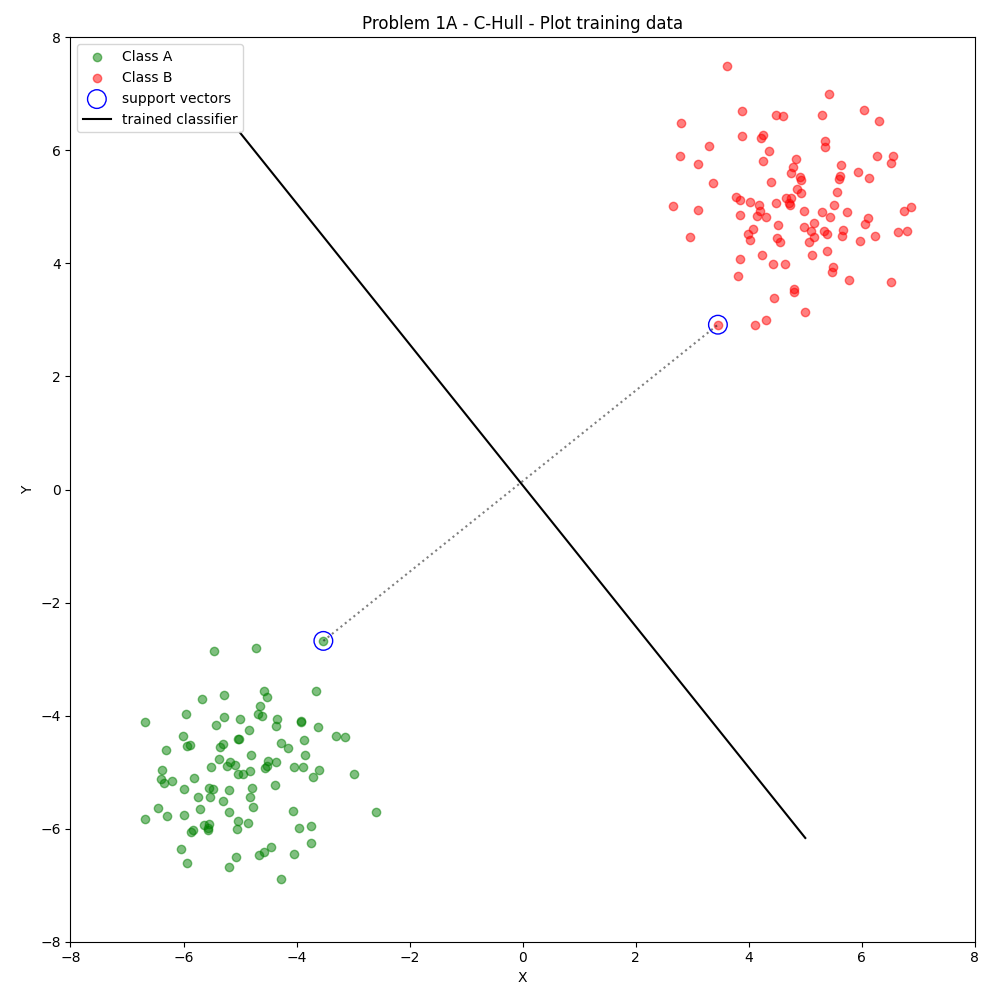 Problem 1A - C-Hull - Plot training data
Class A
Class B
support vectors
trained classifier
8
6
4
2
0
−2
−4
−6
−8
Y
−8 −6 −4 −2 0 2 4 6 8
X